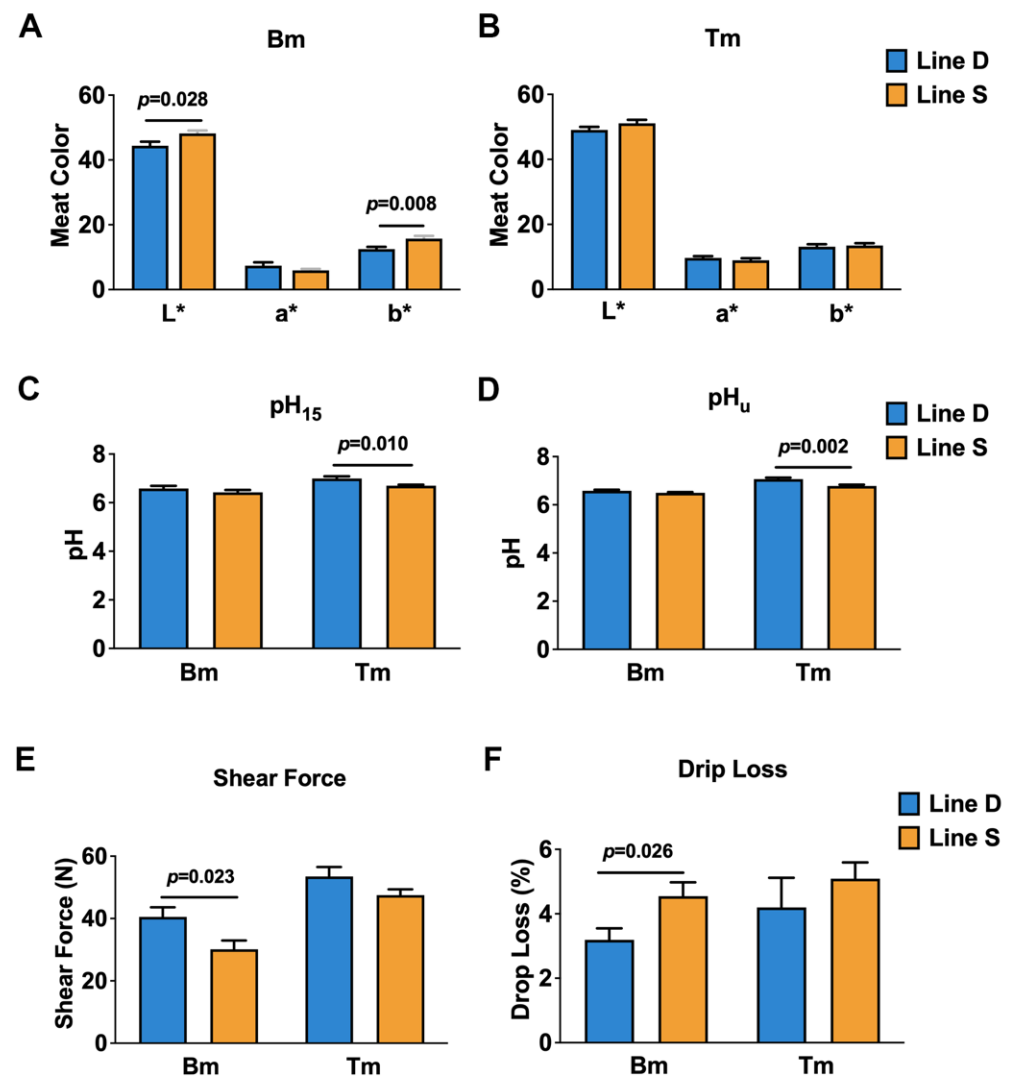 A
Bm
Meat Color
60
40
20
0
p=0.028
p=0.008
L* a* b*
B
Tm
Line D
Line S
Meat Color
60
40
20
0
L* a* b*
C
pH15
pH
8
6
4
2
0
p=0.010
Bm Tm
D
pHu
Line D
Line S
pH
8
6
4
2
0
p=0.002
Bm Tm
E
Shear Force
Shear Force (N)
60
40
20
0
p=0.023
Bm Tm
F
Drip Loss
Line D
Line S
Drop Loss (%)
6
4
2
0
p=0.026
Bm Tm